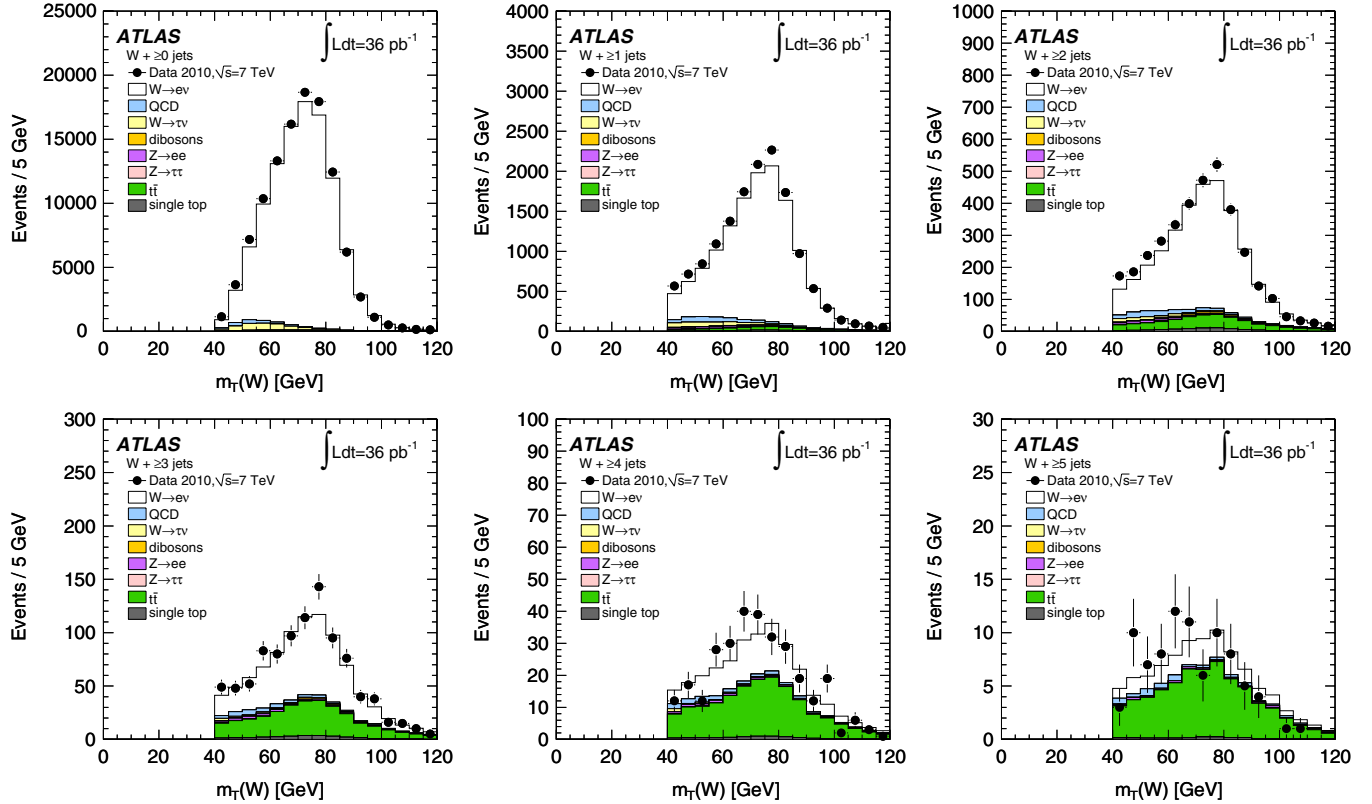 25000
20000
15000
10000
5000
0
Events / 5 GeV
ATLAS
∫ Ldt=36 pb⁻¹
W + ≥0 jets
Data 2010,√s=7 TeV
W→eν
QCD
W→τν
dibosons
Z→ee
Z→ττ
tt̄
single top
0 20 40 60 80 100 120
m_T(W) [GeV]
4000
3500
3000
2500
2000
1500
1000
500
0
Events / 5 GeV
ATLAS
∫ Ldt=36 pb⁻¹
W + ≥1 jets
Data 2010,√s=7 TeV
W→eν
QCD
W→τν
dibosons
Z→ee
Z→ττ
tt̄
single top
0 20 40 60 80 100 120
m_T(W) [GeV]
1000
900
800
700
600
500
400
300
200
100
0
Events / 5 GeV
ATLAS
∫ Ldt=36 pb⁻¹
W + ≥2 jets
Data 2010,√s=7 TeV
W→eν
QCD
W→τν
dibosons
Z→ee
Z→ττ
tt̄
single top
0 20 40 60 80 100 120
m_T(W) [GeV]
300
250
200
150
100
50
0
Events / 5 GeV
ATLAS
∫ Ldt=36 pb⁻¹
W + ≥3 jets
Data 2010,√s=7 TeV
W→eν
QCD
W→τν
dibosons
Z→ee
Z→ττ
tt̄
single top
0 20 40 60 80 100 120
m_T(W) [GeV]
100
90
80
70
60
50
40
30
20
10
0
Events / 5 GeV
ATLAS
∫ Ldt=36 pb⁻¹
W + ≥4 jets
Data 2010,√s=7 TeV
W→eν
QCD
W→τν
dibosons
Z→ee
Z→ττ
tt̄
single top
0 20 40 60 80 100 120
m_T(W) [GeV]
30
25
20
15
10
5
0
Events / 5 GeV
ATLAS
∫ Ldt=36 pb⁻¹
W + ≥5 jets
Data 2010,√s=7 TeV
W→eν
QCD
W→τν
dibosons
Z→ee
Z→ττ
tt̄
single top
0 20 40 60 80 100 120
m_T(W) [GeV]